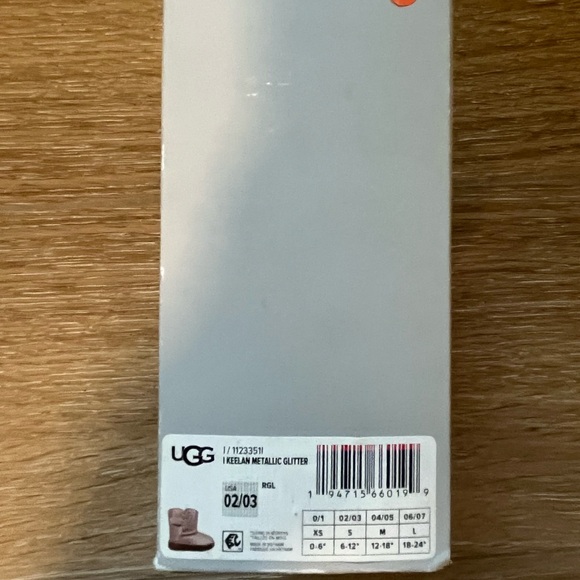 UGG
I / 1123351I
I KEELAN METALLIC GLITTER
USA
RGL
02/03
1 94715 66019 9
0/1 02/03 04/05 06/07
XS S M L
0-6" 6-12" 12-18" 18-24"